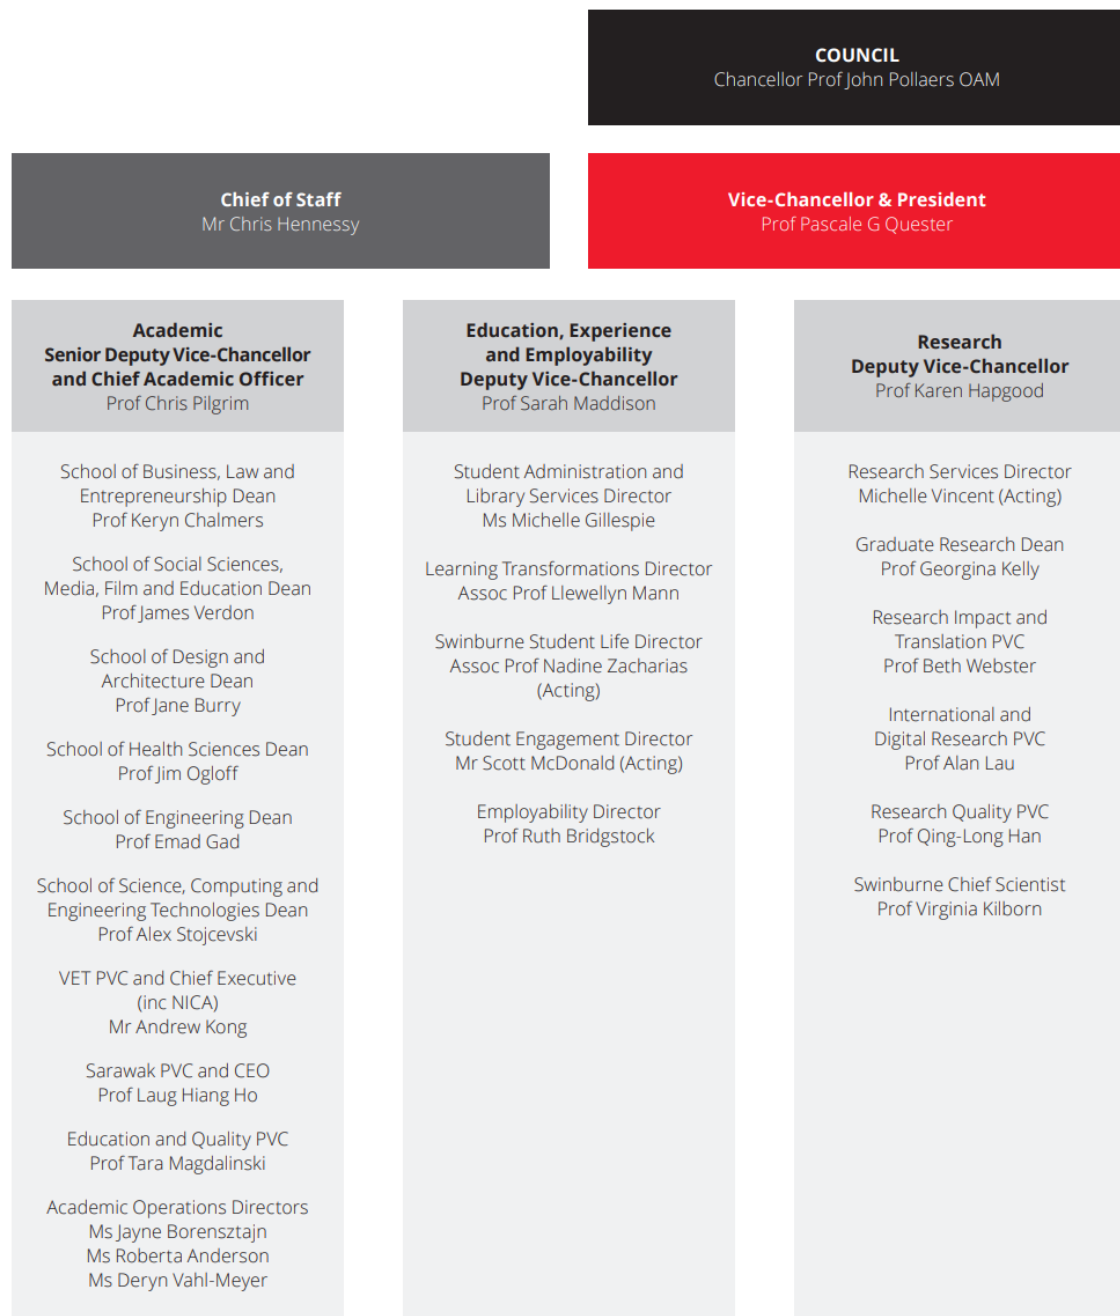 COUNCIL
Chancellor Prof John Pollaers OAM
Chief of Staff
Mr Chris Hennessy
Vice-Chancellor & President
Prof Pascale G Quester
Academic
Senior Deputy Vice-Chancellor
and Chief Academic Officer
Prof Chris Pilgrim
School of Business, Law and
Entrepreneurship Dean
Prof Keryn Chalmers
School of Social Sciences,
Media, Film and Education Dean
Prof James Verdon
School of Design and
Architecture Dean
Prof Jane Burry
School of Health Sciences Dean
Prof Jim Ogloff
School of Engineering Dean
Prof Emad Gad
School of Science, Computing and
Engineering Technologies Dean
Prof Alex Stojcevski
VET PVC and Chief Executive
(inc NICA)
Mr Andrew Kong
Sarawak PVC and CEO
Prof Laug Hiang Ho
Education and Quality PVC
Prof Tara Magdalinski
Academic Operations Directors
Ms Jayne Borensztajn
Ms Roberta Anderson
Ms Deryn Vahl-Meyer
Education, Experience
and Employability
Deputy Vice-Chancellor
Prof Sarah Maddison
Student Administration and
Library Services Director
Ms Michelle Gillespie
Learning Transformations Director
Assoc Prof Llewellyn Mann
Swinburne Student Life Director
Assoc Prof Nadine Zacharias
(Acting)
Student Engagement Director
Mr Scott McDonald (Acting)
Employability Director
Prof Ruth Bridgstock
Research
Deputy Vice-Chancellor
Prof Karen Hapgood
Research Services Director
Michelle Vincent (Acting)
Graduate Research Dean
Prof Georgina Kelly
Research Impact and
Translation PVC
Prof Beth Webster
International and
Digital Research PVC
Prof Alan Lau
Research Quality PVC
Prof Qing-Long Han
Swinburne Chief Scientist
Prof Virginia Kilborn